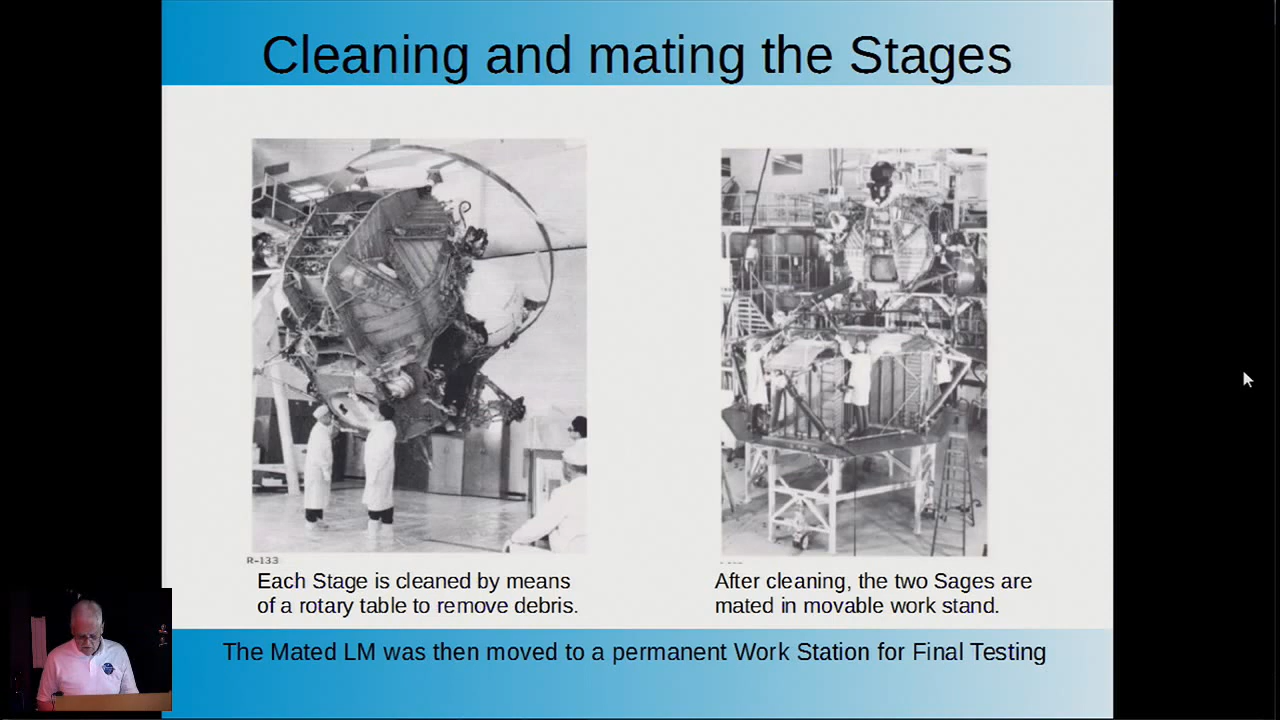 Cleaning and mating the Stages
R-133
Each Stage is cleaned by means
of a rotary table to remove debris.
After cleaning, the two Sages are
mated in movable work stand.
The Mated LM was then moved to a permanent Work Station for Final Testing